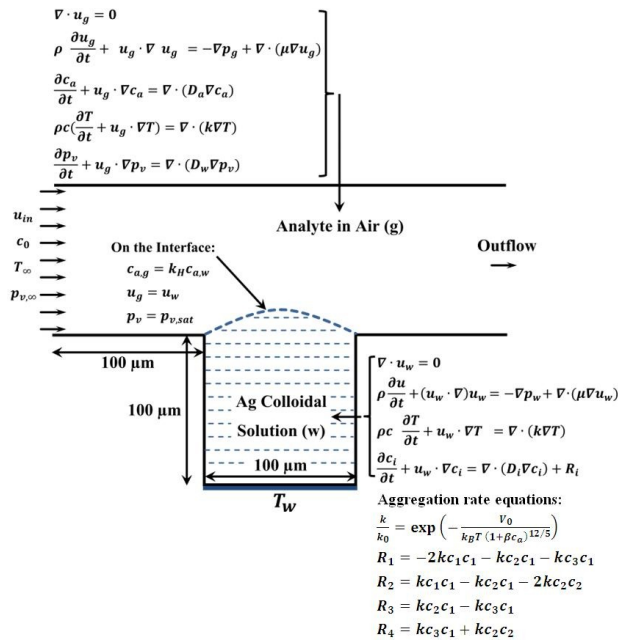 ∇ · u_g = 0
ρ ∂u_g/∂t + u_g · ∇ u_g = −∇p_g + ∇ · (μ∇u_g)
∂c_a/∂t + u_g · ∇c_a = ∇ · (D_a∇c_a)
ρc(∂T/∂t + u_g · ∇T) = ∇ · (k∇T)
∂p_v/∂t + u_g · ∇p_v = ∇ · (D_w∇p_v)
u_in
c_0
T_∞
p_v,∞
Analyte in Air (g)
Outflow
On the Interface:
c_a,g = k_H c_a,w
u_g = u_w
p_v = p_v,sat
100 μm
100 μm
Ag Colloidal
Solution (w)
100 μm
T_w
∇ · u_w = 0
ρ ∂u/∂t + (u_w · ∇)u_w = −∇p_w + ∇ · (μ∇u_w)
ρc ∂T/∂t + u_w · ∇T = ∇ · (k∇T)
∂c_i/∂t + u_w · ∇c_i = ∇ · (D_i∇c_i) + R_i
Aggregation rate equations:
k/k_0 = exp (− V_0/(k_B T (1+βc_a)^12/5))
R_1 = −2kc_1c_1 − kc_2c_1 − kc_3c_1
R_2 = kc_1c_1 − kc_2c_1 − 2kc_2c_2
R_3 = kc_2c_1 − kc_3c_1
R_4 = kc_3c_1 + kc_2c_2